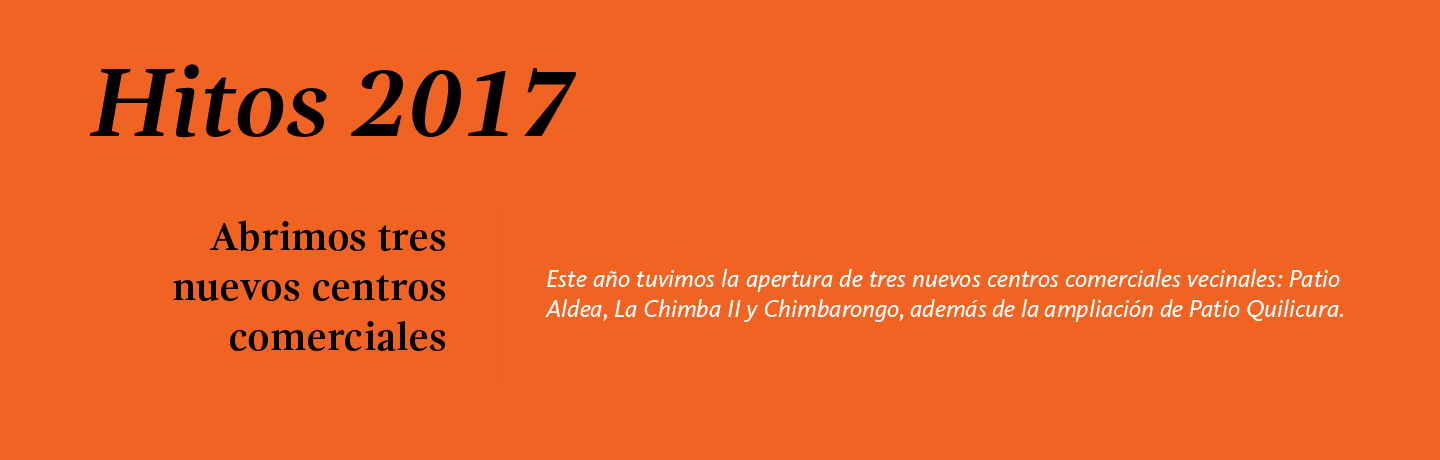 Hitos 2017
Abrimos tres
nuevos centros
comerciales
Este año tuvimos la apertura de tres nuevos centros comerciales vecinales: Patio
Aldea, La Chimba II y Chimbarongo, además de la ampliación de Patio Quilicura.